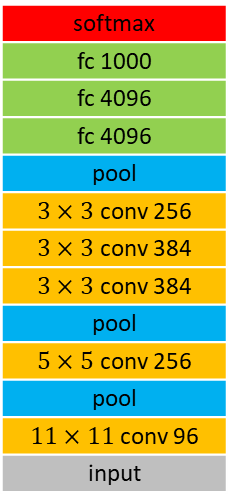 softmax
fc 1000
fc 4096
fc 4096
pool
3 × 3 conv 256
3 × 3 conv 384
3 × 3 conv 384
pool
5 × 5 conv 256
pool
11 × 11 conv 96
input